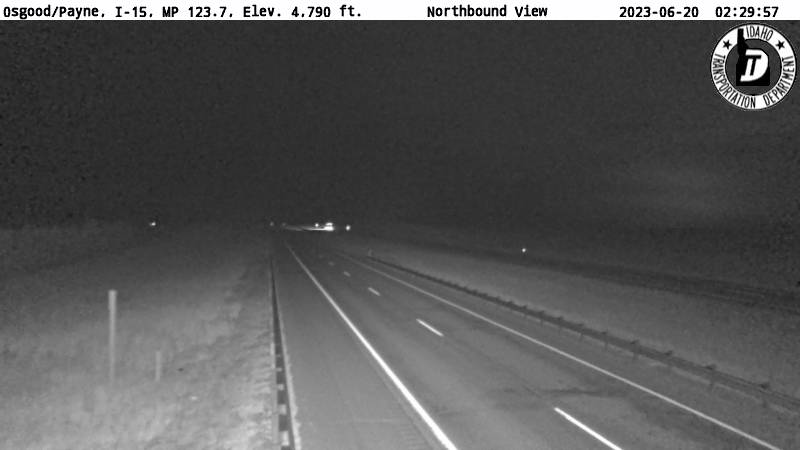 Osgood/Payne, I-15, MP 123.7, Elev. 4,790 ft. Northbound View 2023-06-20 02:29:57
IDAHO
TRANSPORTATION DEPARTMENT